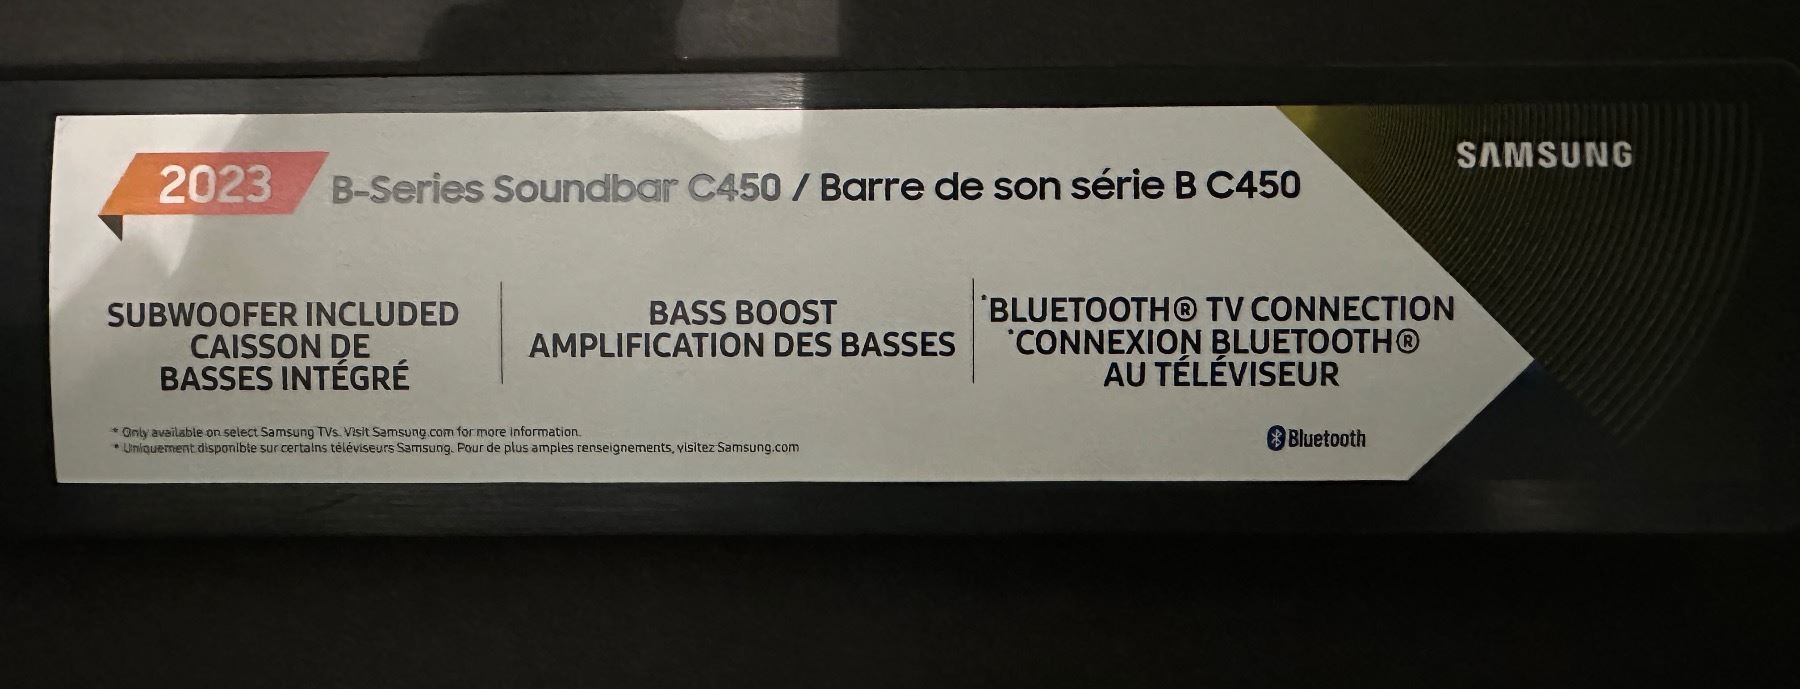 SAMSUNG
2023 B-Series Soundbar C450 / Barre de son série B C450
SUBWOOFER INCLUDED
CAISSON DE
BASSES INTÉGRÉ
BASS BOOST
AMPLIFICATION DES BASSES
*BLUETOOTH® TV CONNECTION
*CONNEXION BLUETOOTH®
AU TÉLÉVISEUR
* Only available on select Samsung TVs. Visit Samsung.com for more information.
* Uniquement disponible sur certains téléviseurs Samsung. Pour de plus amples renseignements, visitez Samsung.com
Bluetooth